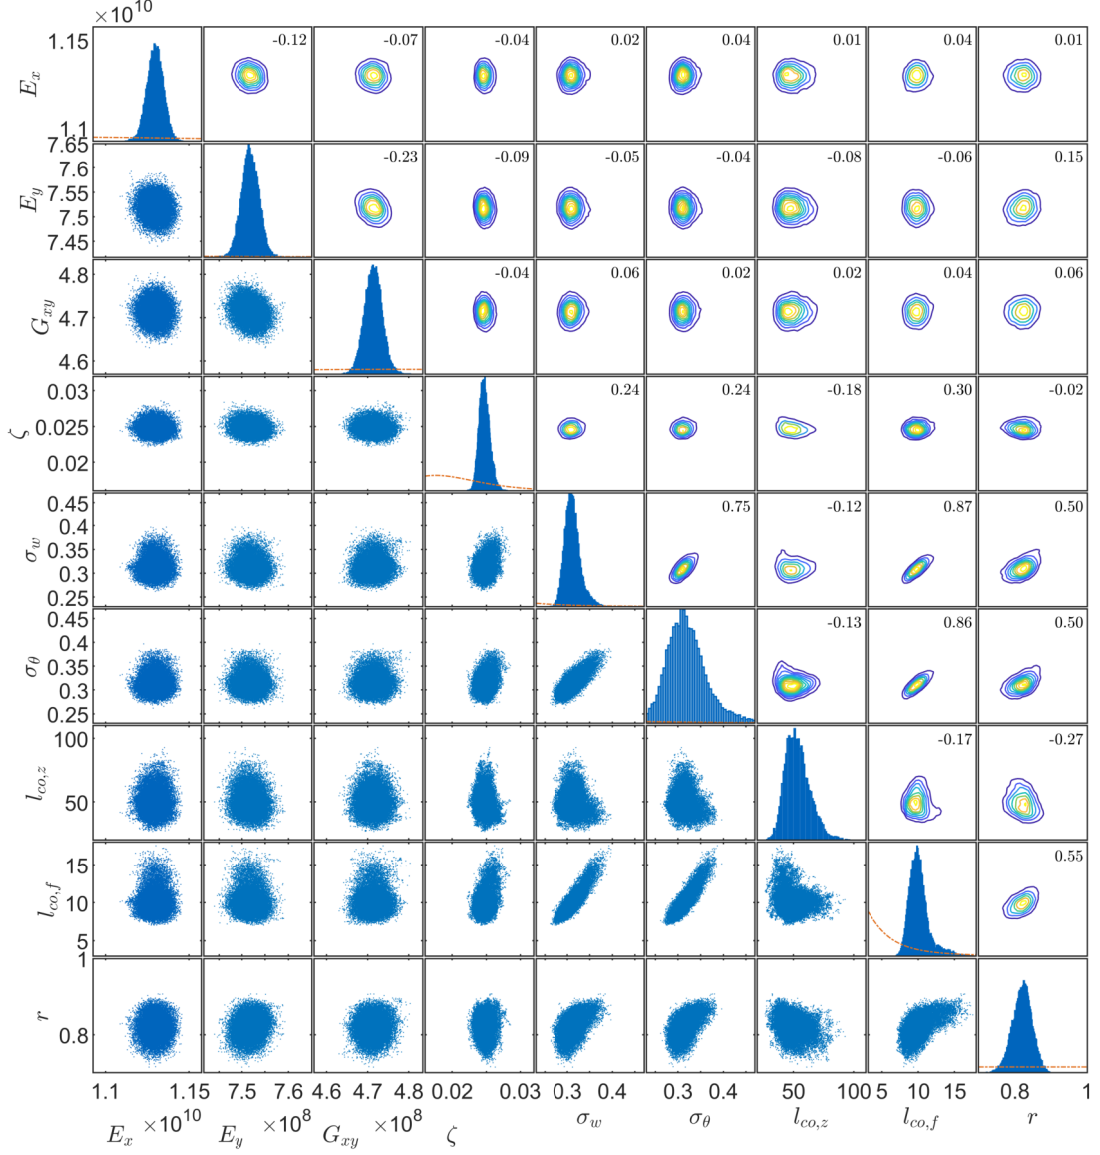 ×10^10
1.15 -0.12 -0.07 -0.04 0.02 0.04 0.01 0.04 0.01
E_x
1.1
7.65 -0.23 -0.09 -0.05 -0.04 -0.08 -0.06 0.15
7.6
E_y 7.55
7.5
7.45
4.8 -0.04 0.06 0.02 0.02 0.04 0.06
G_xy 4.7
4.6
0.03 0.24 0.24 -0.18 0.30 -0.02
ζ 0.025
0.02
0.45 0.75 -0.12 0.87 0.50
0.4
σ_w 0.35
0.3
0.25
0.45 -0.13 0.86 0.50
0.4
σ_θ 0.35
0.3
0.25
100 -0.17 -0.27
l_co,z
50
15 0.55
l_co,f 10
5
1
r
0.8
1.1 1.15 7.5 7.6 4.6 4.7 4.8 0.02 0.03 0.3 0.4 0.3 0.4 50 100 5 10 15 0.8 1
×10^10 ×10^8 ×10^8
E_x E_y G_xy ζ σ_w σ_θ l_co,z l_co,f r